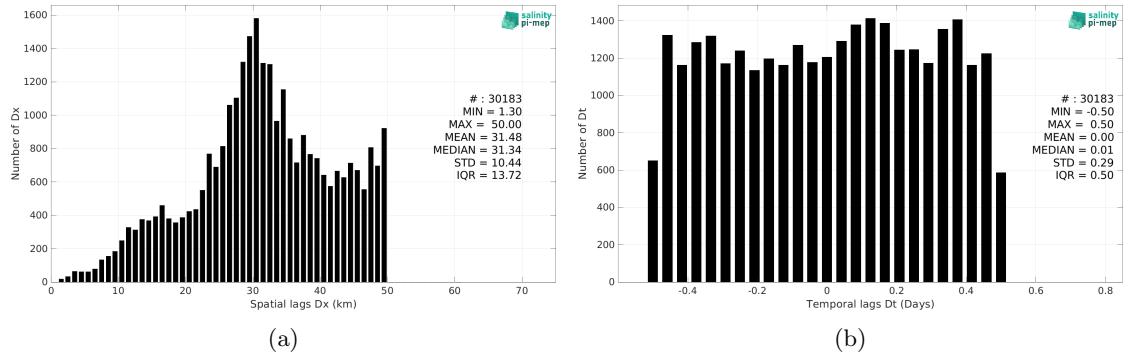 1600
1400
1200
1000
800
600
400
200
0
Number of Dx
salinity
pi-mep
# : 30183
MIN = 1.30
MAX = 50.00
MEAN = 31.48
MEDIAN = 31.34
STD = 10.44
IQR = 13.72
0 10 20 30 40 50 60 70
Spatial lags Dx (km)
(a)
1400
1200
1000
800
600
400
200
0
Number of Dt
salinity
pi-mep
# : 30183
MIN = -0.50
MAX = 0.50
MEAN = 0.00
MEDIAN = 0.01
STD = 0.29
IQR = 0.50
-0.4 -0.2 0 0.2 0.4 0.6 0.8
Temporal lags Dt (Days)
(b)